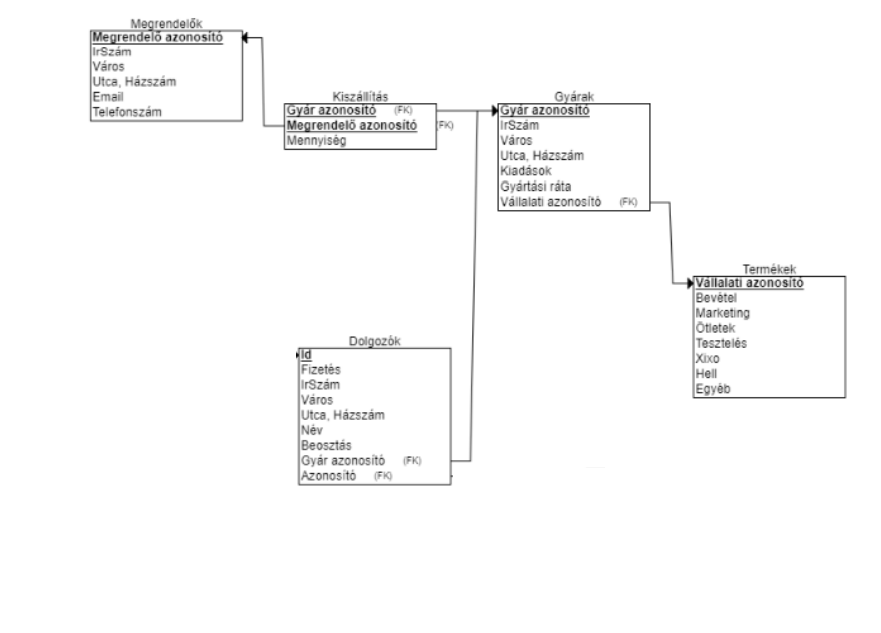 Megrendelők
Megrendelő azonosító
IrSzám
Város
Utca, Házszám
Email
Telefonszám
Kiszállítás
Gyár azonosító (FK)
Megrendelő azonosító (FK)
Mennyiség
Gyárak
Gyár azonosító
IrSzám
Város
Utca, Házszám
Kiadások
Gyártási ráta
Vállalati azonosító (FK)
Termékek
Vállalati azonosító
Bevétel
Marketing
Ötletek
Tesztelés
Xixo
Hell
Egyéb
Dolgozók
Id
Fizetés
IrSzám
Város
Utca, Házszám
Név
Beosztás
Gyár azonosító (FK)
Azonosító (FK)